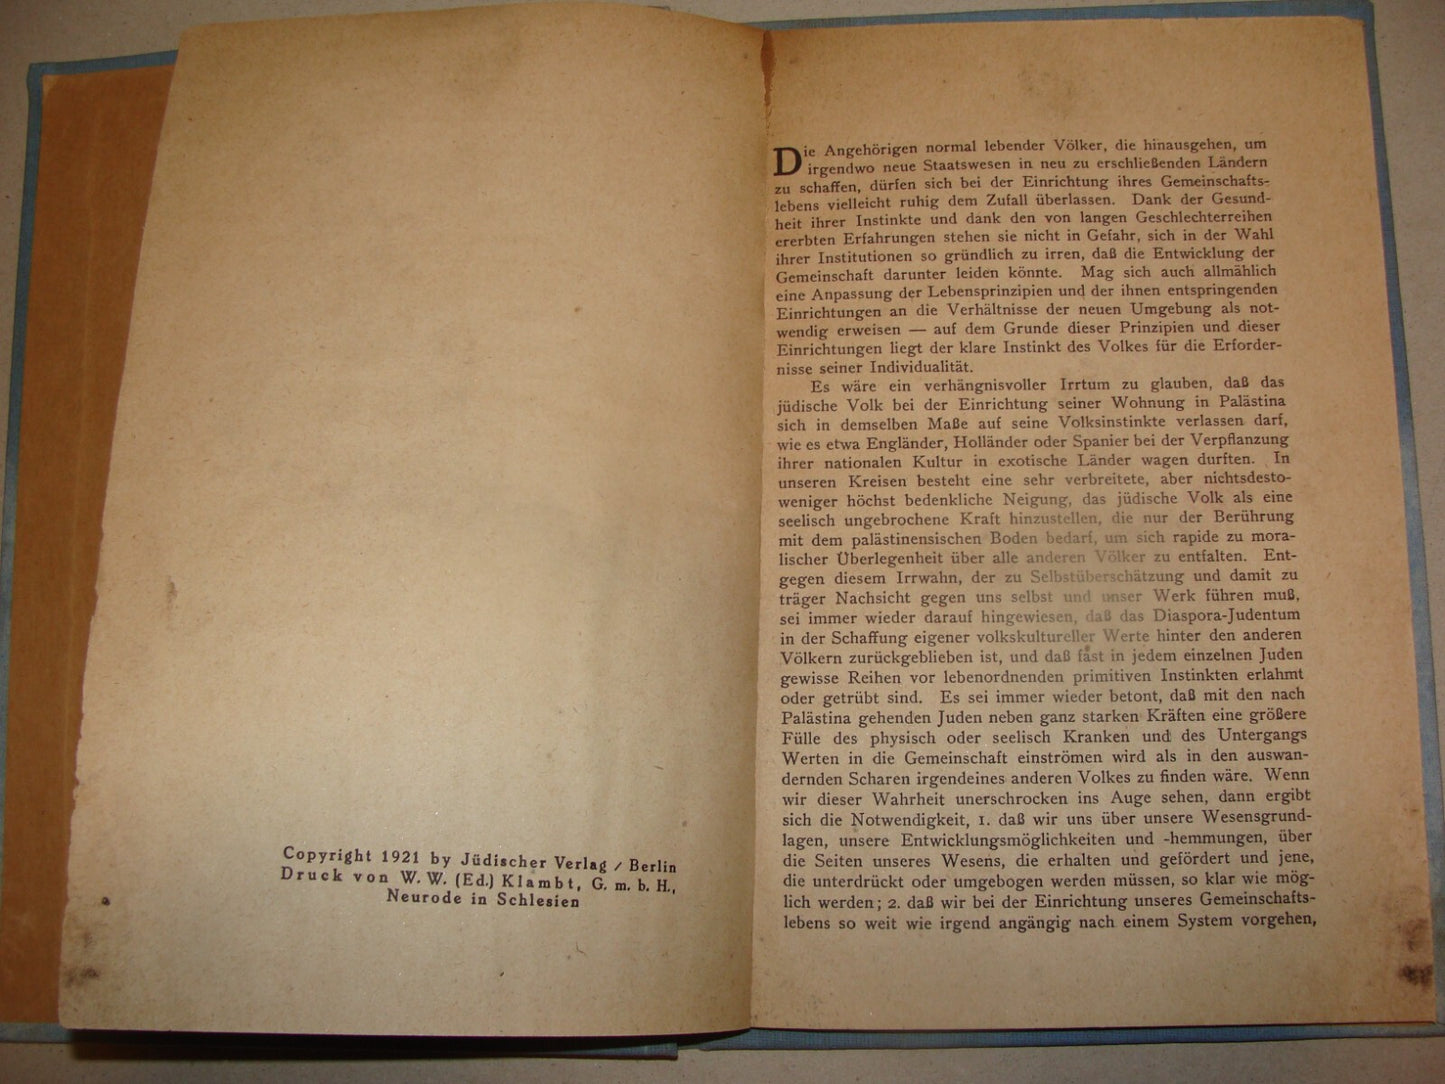 Copyright 1921 by Jüdischer Verlag / Berlin
Druck von W. W. (Ed.) Klambt, G. m. b. H.,
Neurode in Schlesien
Die Angehörigen normal lebender Völker, die hinausgehen, um
irgendwo neue Staatswesen in neu zu erschließenden Ländern
zu schaffen, dürfen sich bei der Einrichtung ihres Gemeinschafts-
lebens vielleicht ruhig dem Zufall überlassen. Dank der Gesund-
heit ihrer Instinkte und dank den von langen Geschlechterreihen
ererbten Erfahrungen stehen sie nicht in Gefahr, sich in der Wahl
ihrer Institutionen so gründlich zu irren, daß die Entwicklung der
Gemeinschaft darunter leiden könnte. Mag sich auch allmählich
eine Anpassung der Lebensprinzipien und der ihnen entspringenden
Einrichtungen an die Verhältnisse der neuen Umgebung als not-
wendig erweisen — auf dem Grunde dieser Prinzipien und dieser
Einrichtungen liegt der klare Instinkt des Volkes für die Erforder-
nisse seiner Individualität.
Es wäre ein verhängnisvoller Irrtum zu glauben, daß das
jüdische Volk bei der Einrichtung seiner Wohnung in Palästina
sich in demselben Maße auf seine Volksinstinkte verlassen darf,
wie es etwa Engländer, Holländer oder Spanier bei der Verpflanzung
ihrer nationalen Kultur in exotische Länder wagen durften. In
unseren Kreisen besteht eine sehr verbreitete, aber nichtsdesto-
weniger höchst bedenkliche Neigung, das jüdische Volk als eine
seelisch ungebrochene Kraft hinzustellen, die nur der Berührung
mit dem palästinensischen Boden bedarf, um sich rapide zu mora-
lischer Überlegenheit über alle anderen Völker zu entfalten. Ent-
gegen diesem Irrwahn, der zu Selbstüberschätzung und damit zu
träger Nachsicht gegen uns selbst und unser Werk führen muß,
sei immer wieder darauf hingewiesen, daß das Diaspora-Judentum
in der Schaffung eigener volkskultureller Werte hinter den anderen
Völkern zurückgeblieben ist, und daß fast in jedem einzelnen Juden
gewisse Reihen vor lebenordnenden primitiven Instinkten erlahmt
oder getrübt sind. Es sei immer wieder betont, daß mit den nach
Palästina gehenden Juden neben ganz starken Kräften eine größere
Fülle des physisch oder seelisch Kranken und des Untergangs
Werten in die Gemeinschaft einströmen wird als in den auswan-
dernden Scharen irgendeines anderen Volkes zu finden wäre. Wenn
wir dieser Wahrheit unerschrocken ins Auge sehen, dann ergibt
sich die Notwendigkeit, 1. daß wir uns über unsere Wesensgrund-
lagen, unsere Entwicklungsmöglichkeiten und -hemmungen, über
die Seiten unseres Wesens, die erhalten und gefördert und jene,
die unterdrückt oder umgebogen werden müssen, so klar wie mög-
lich werden; 2. daß wir bei der Einrichtung unseres Gemeinschafts-
lebens so weit wie irgend angängig nach einem System vorgehen,